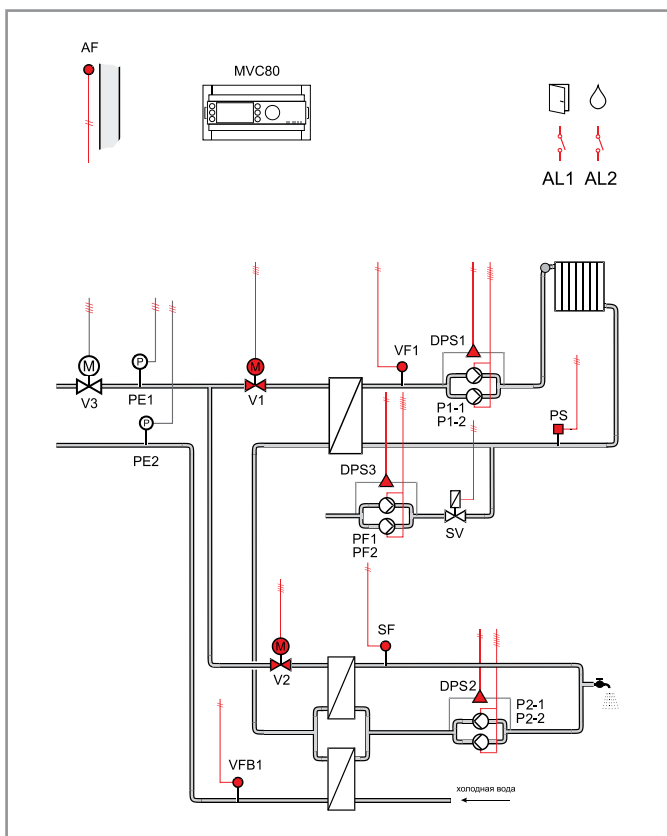 AF
MVC80
AL1 AL2
DPS1
VF1
M
P
M
V3
PE1
V1
P1-1
P1-2
PS
P
PE2
DPS3
PF1
PF2
SV
M
V2
SF
DPS2
P2-1
P2-2
VFB1
холодная вода